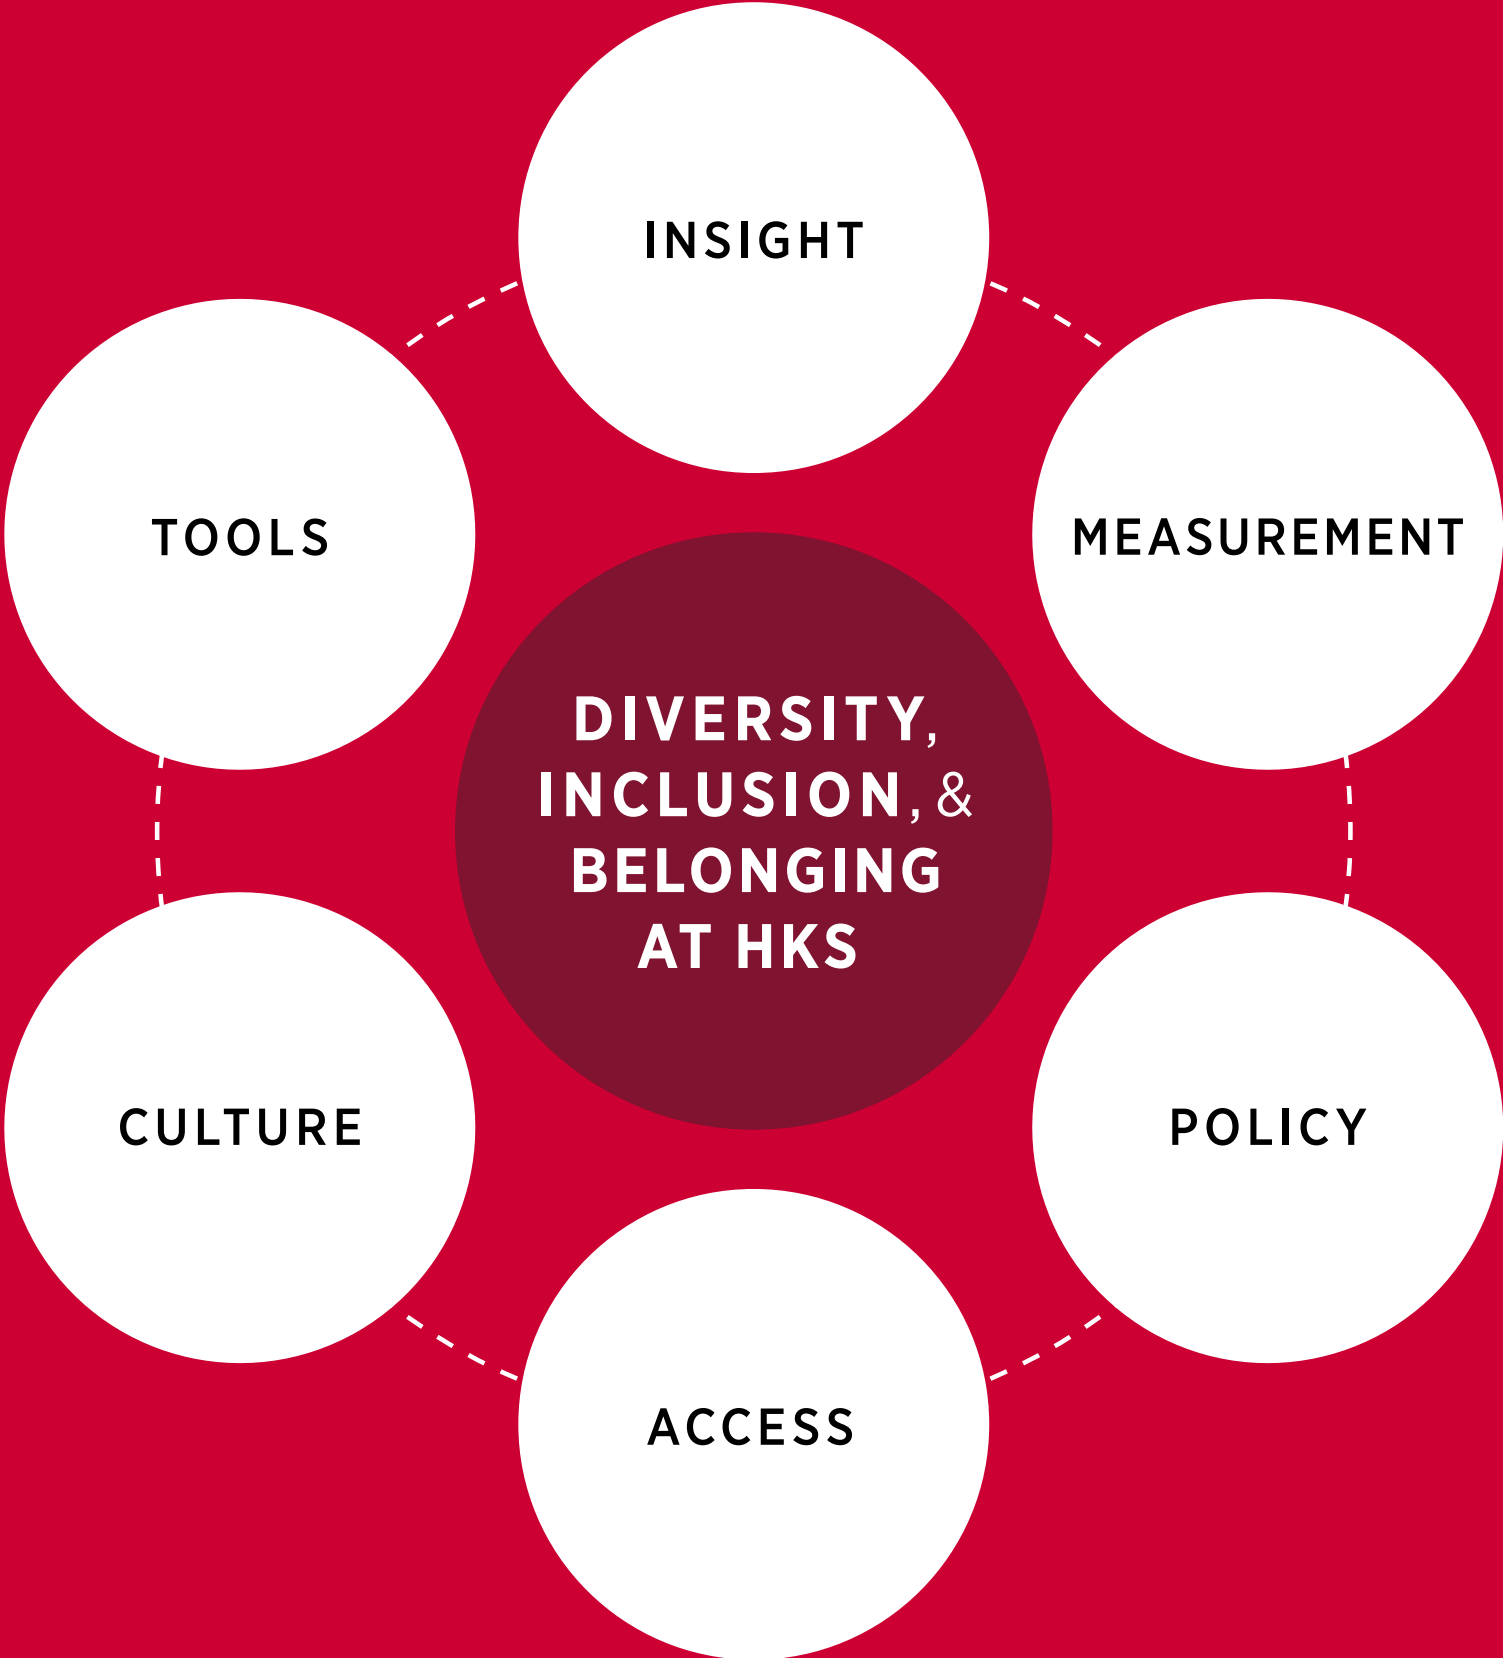 INSIGHT
TOOLS
MEASUREMENT
DIVERSITY,
INCLUSION, &
BELONGING
AT HKS
CULTURE
POLICY
ACCESS